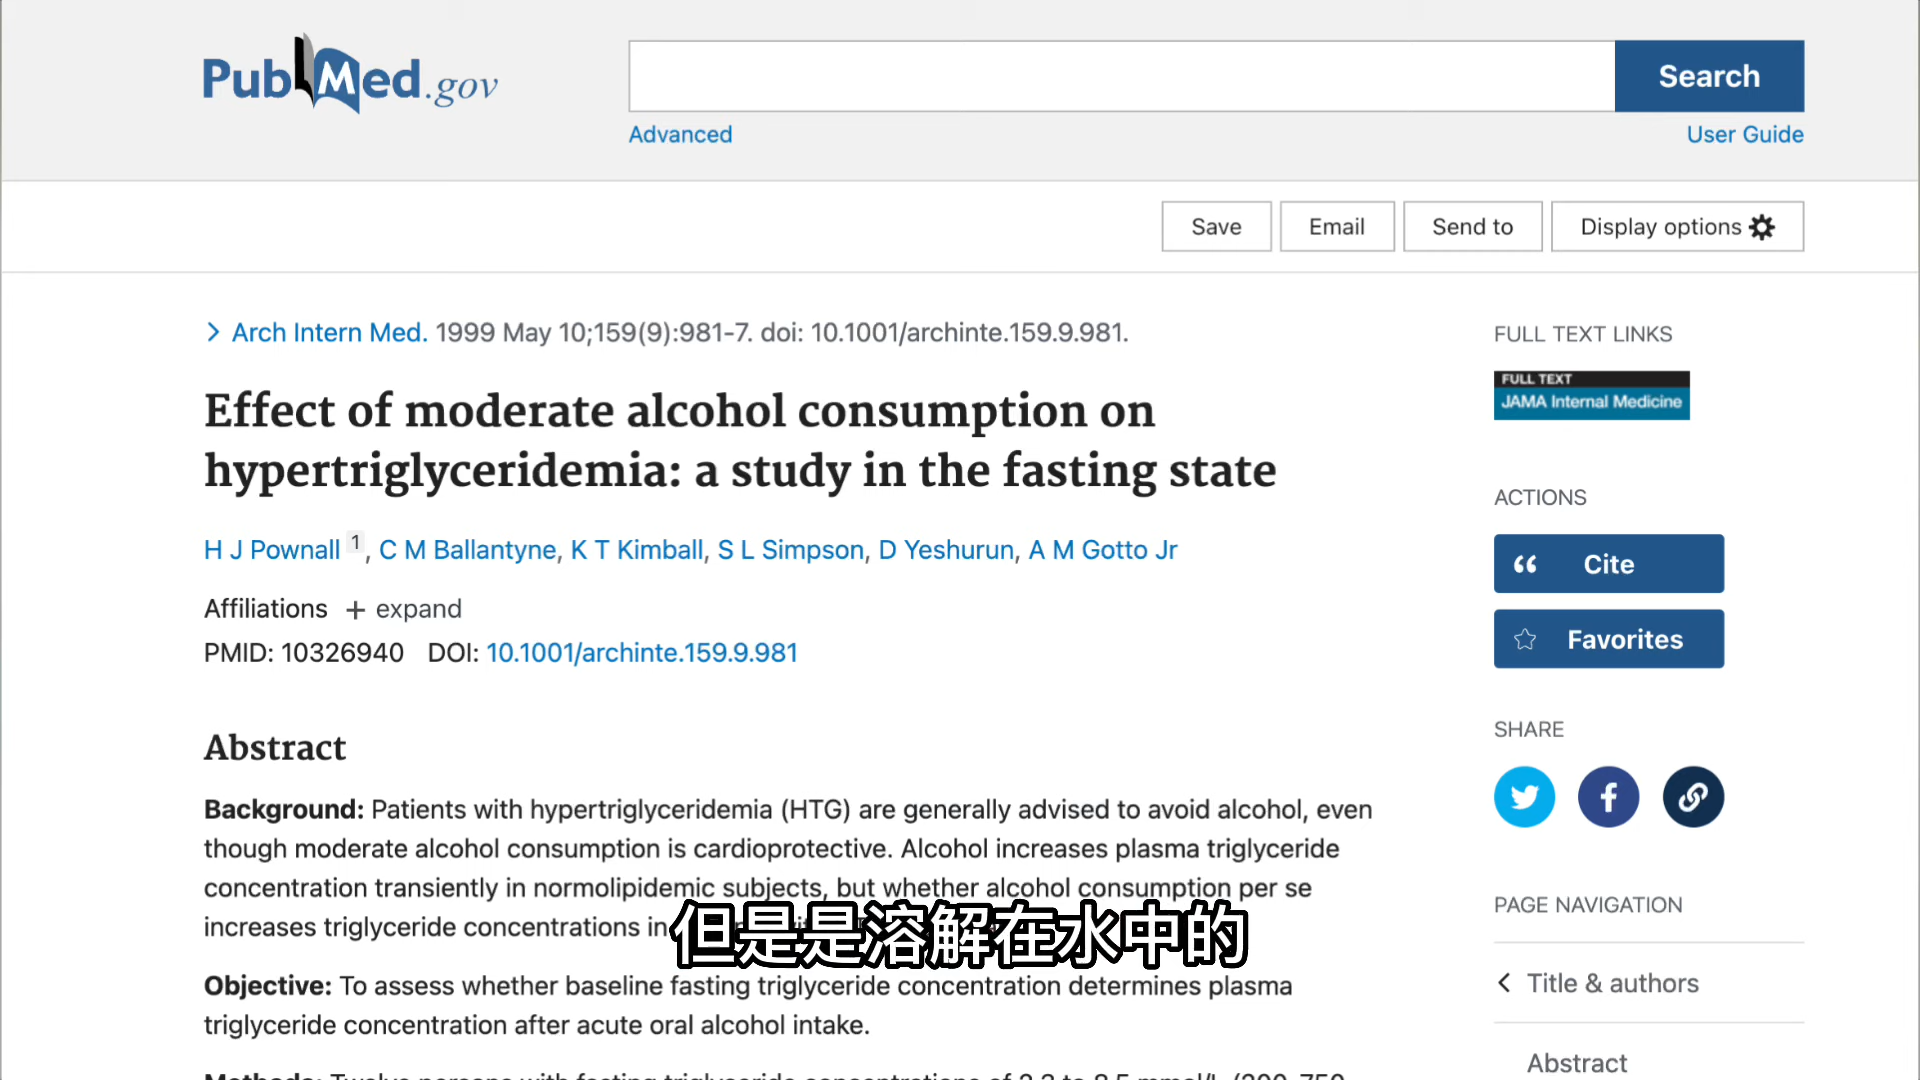 PubMed.gov
Search
Advanced
User Guide
Save
Email
Send to
Display options
Arch Intern Med. 1999 May 10;159(9):981-7. doi: 10.1001/archinte.159.9.981.
Effect of moderate alcohol consumption on
hypertriglyceridemia: a study in the fasting state
H J Pownall 1, C M Ballantyne, K T Kimball, S L Simpson, D Yeshurun, A M Gotto Jr
Affiliations + expand
PMID: 10326940 DOI: 10.1001/archinte.159.9.981
Abstract
Background: Patients with hypertriglyceridemia (HTG) are generally advised to avoid alcohol, even
though moderate alcohol consumption is cardioprotective. Alcohol increases plasma triglyceride
concentration transiently in normolipidemic subjects, but whether alcohol consumption per se
increases triglyceride concentrations in
但是是溶解在水中的
Objective: To assess whether baseline fasting triglyceride concentration determines plasma
triglyceride concentration after acute oral alcohol intake.
FULL TEXT LINKS
FULL TEXT
JAMA Internal Medicine
ACTIONS
Cite
Favorites
SHARE
PAGE NAVIGATION
Title & authors
Abstract